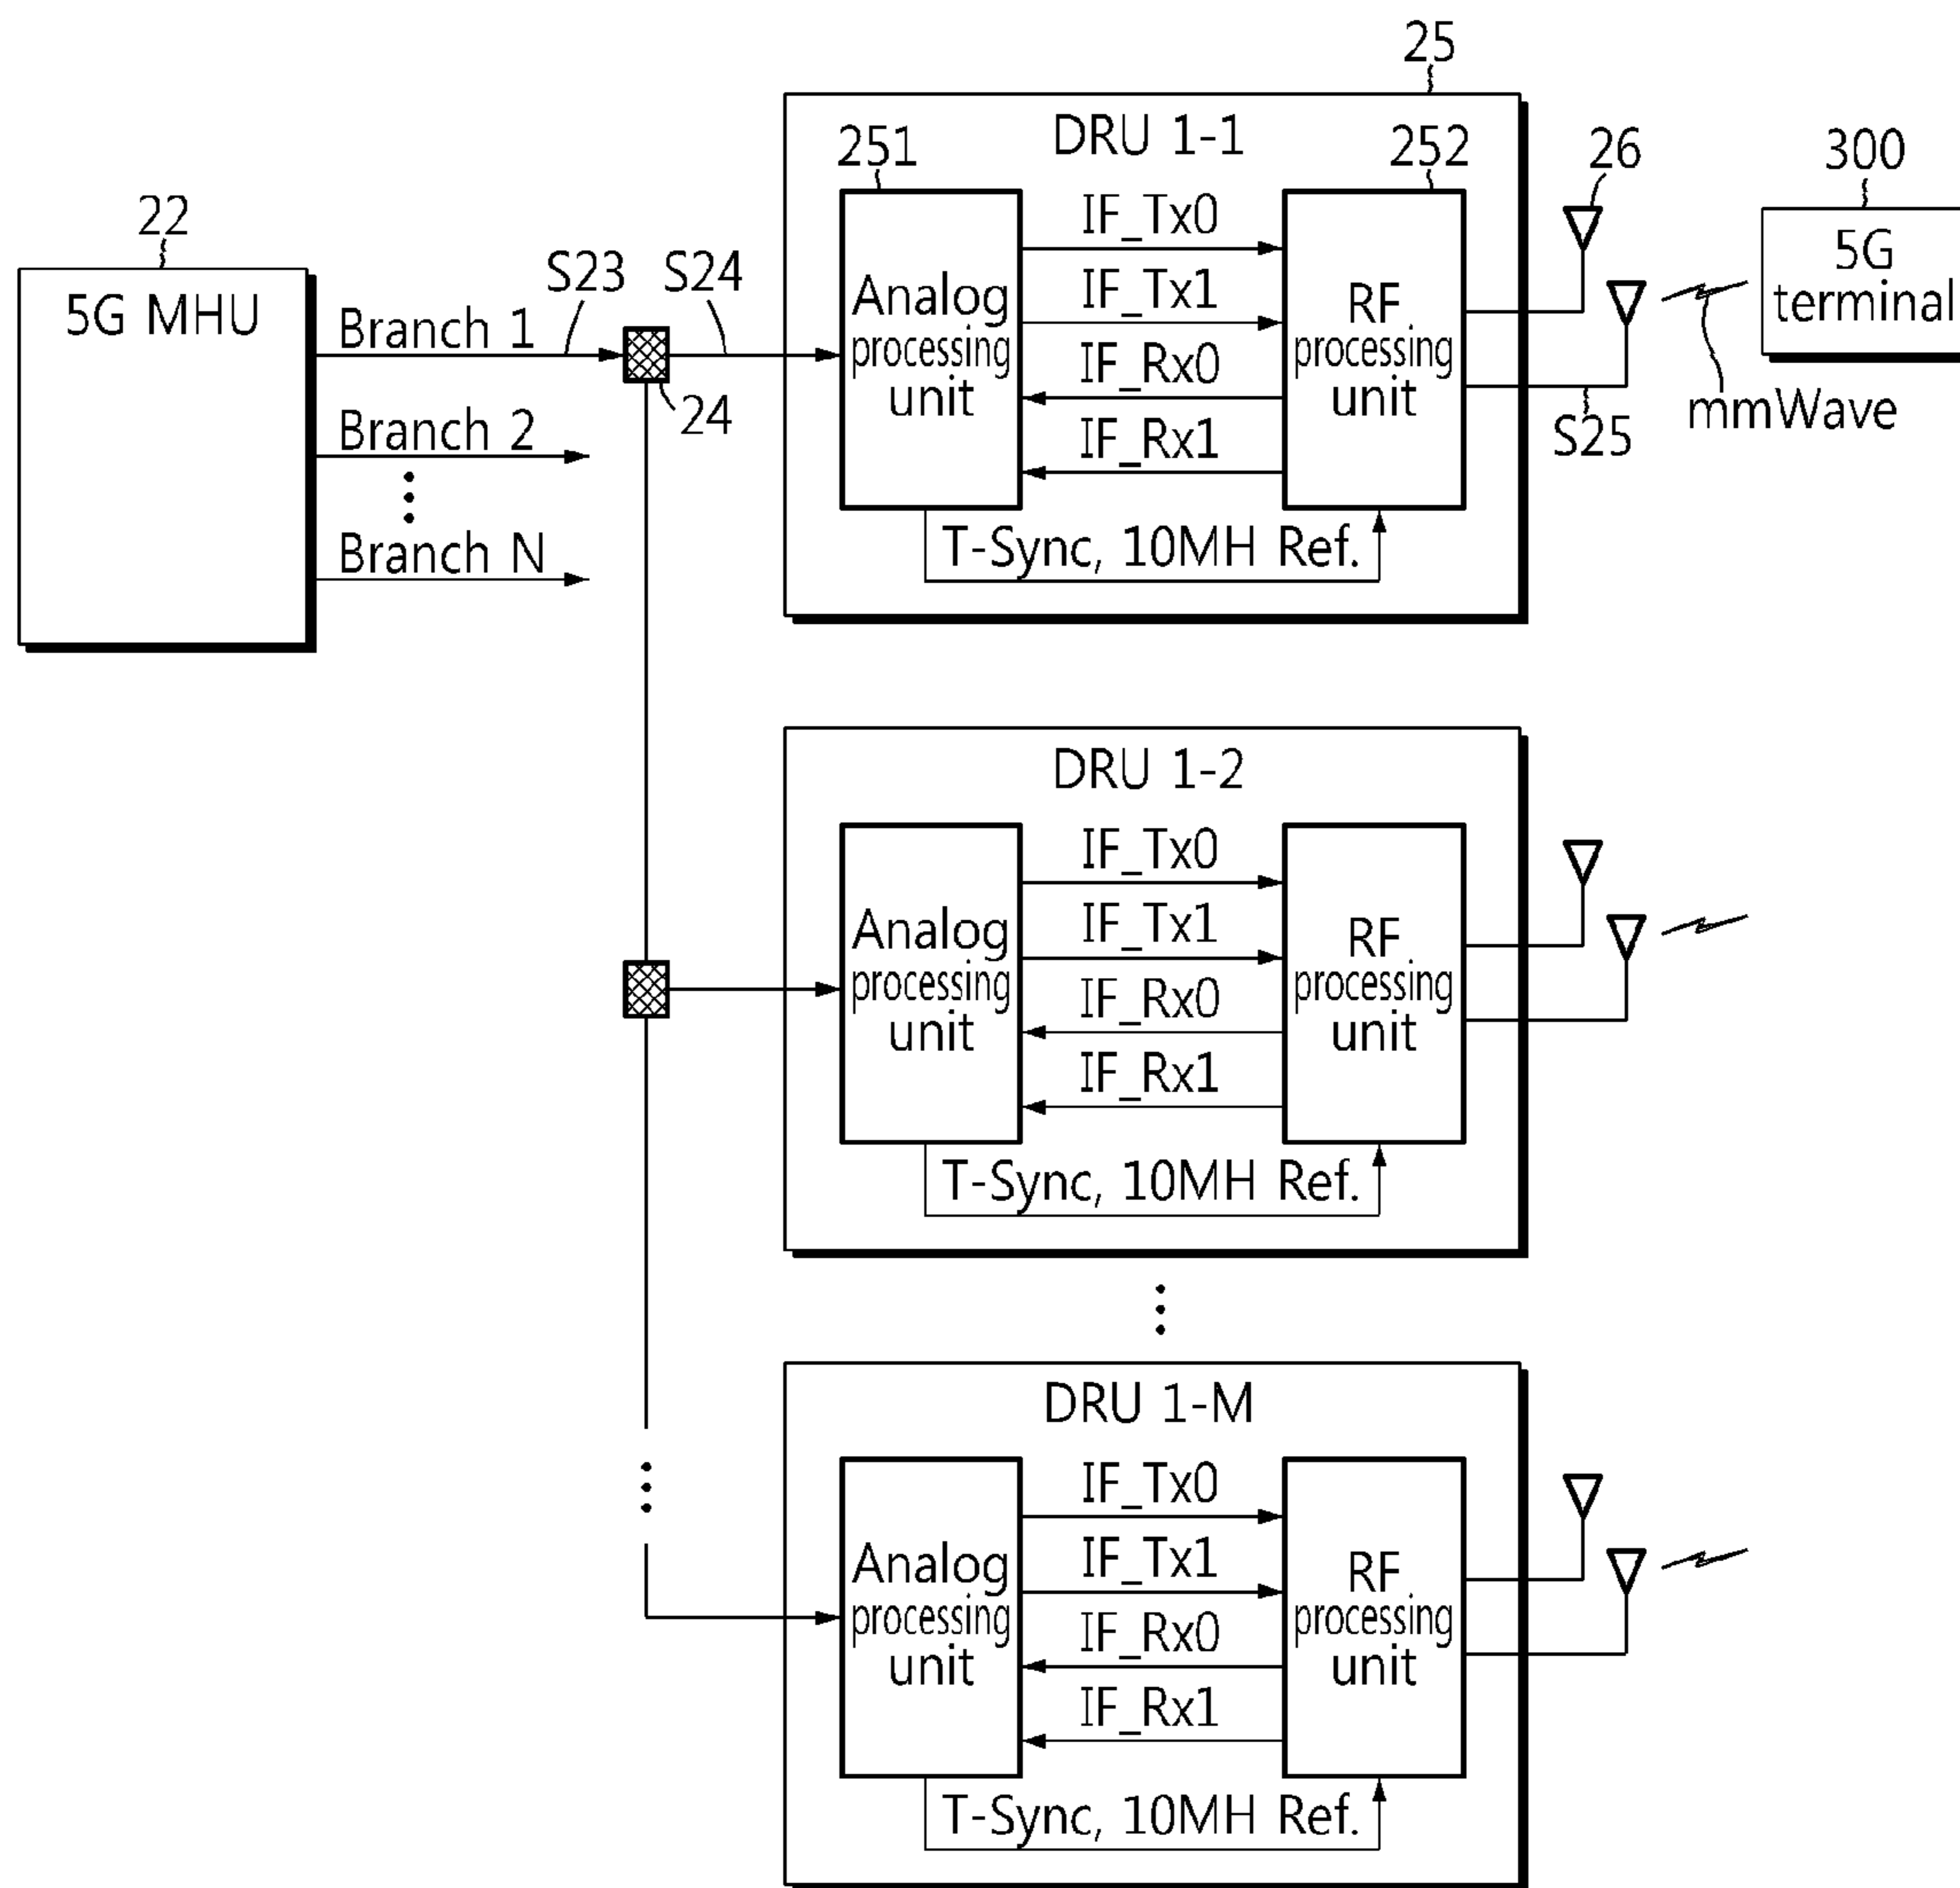 25
DRU 1-1
251
252
26
300
22
5G MHU
S23
S24
Branch 1
24
Branch 2
Branch N
Analog
processing
unit
IF_Tx0
IF_Tx1
IF_Rx0
IF_Rx1
RF
processing
unit
T-Sync, 10MH Ref.
S25
mmWave
5G
terminal
DRU 1-2
Analog
processing
unit
IF_Tx0
IF_Tx1
IF_Rx0
IF_Rx1
RF
processing
unit
T-Sync, 10MH Ref.
DRU 1-M
Analog
processing
unit
IF_Tx0
IF_Tx1
IF_Rx0
IF_Rx1
RF
processing
unit
T-Sync, 10MH Ref.